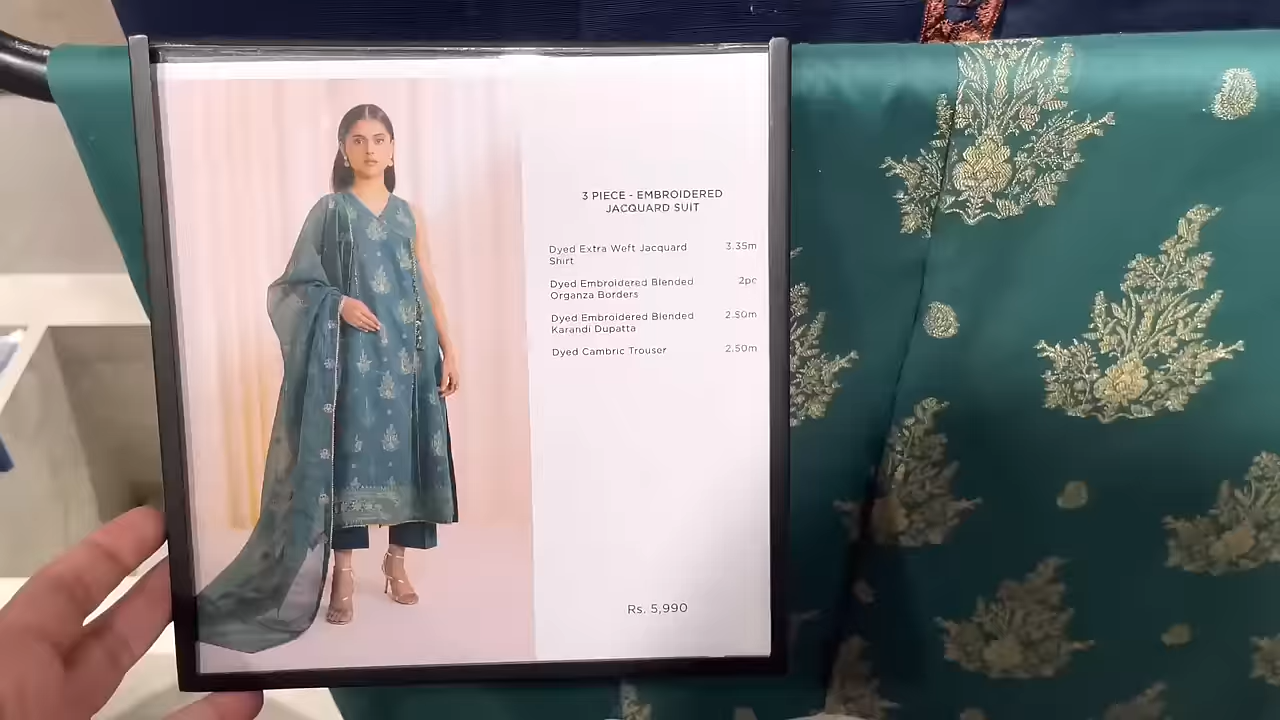 3 PIECE - EMBROIDERED
JACQUARD SUIT
Dyed Extra Weft Jacquard 3.35m
Shirt
Dyed Embroidered Blended 2pc
Organza Borders
Dyed Embroidered Blended 2.50m
Karandi Dupatta
Dyed Cambric Trouser 2.50m
Rs. 5,990